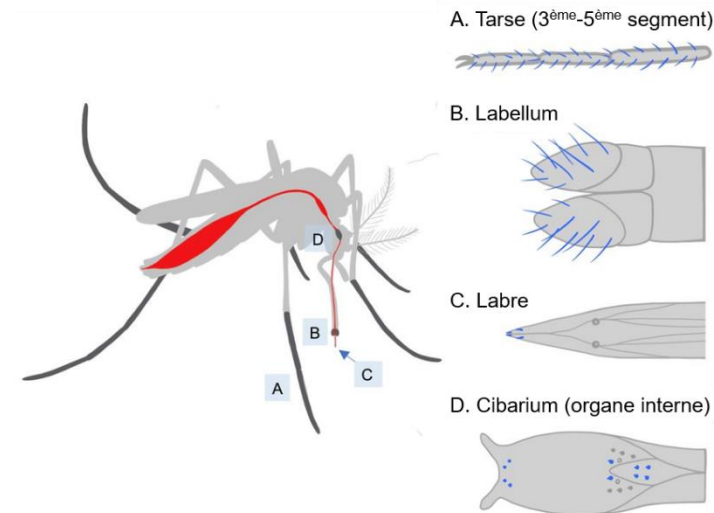 A. Tarse (3ème-5ème segment)
B. Labellum
C. Labre
D. Cibarium (organe interne)
D
B
C
A